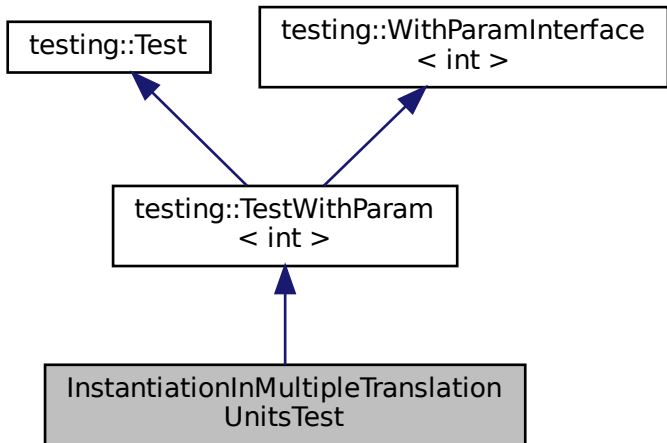 testing::Test
testing::WithParamInterface
< int >
testing::TestWithParam
< int >
InstantiationInMultipleTranslation
UnitsTest